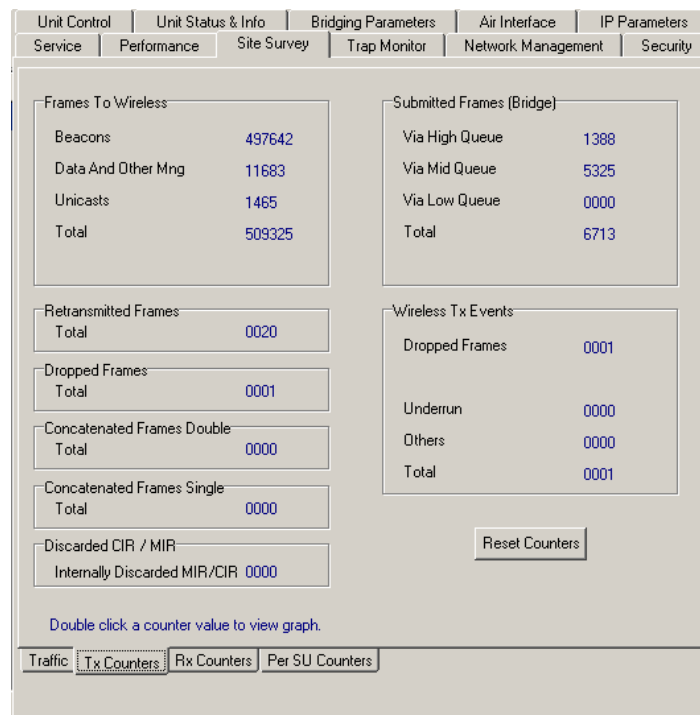 Unit Control Unit Status & Info Bridging Parameters Air Interface IP Parameters
Service Performance Site Survey Trap Monitor Network Management Security
Frames To Wireless
Beacons 497642
Data And Other Mng 11683
Unicasts 1465
Total 509325
Submitted Frames (Bridge)
Via High Queue 1388
Via Mid Queue 5325
Via Low Queue 0000
Total 6713
Retransmitted Frames
Total 0020
Dropped Frames
Total 0001
Concatenated Frames Double
Total 0000
Concatenated Frames Single
Total 0000
Discarded CIR / MIR
Internally Discarded MIR/CIR 0000
Wireless Tx Events
Dropped Frames 0001
Underrun 0000
Others 0000
Total 0001
Reset Counters
Double click a counter value to view graph.
Traffic Tx Counters Rx Counters Per SU Counters